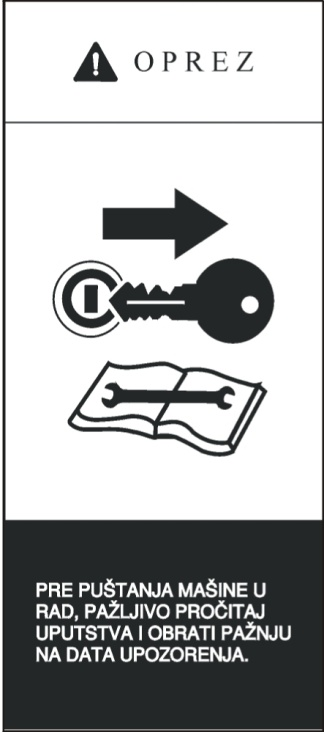 OPREZ
PRE PUŠTANJA MAŠINE U
RAD, PAŽLJIVO PROČITAJ
UPUTSTVA I OBRATI PAŽNJU
NA DATA UPOZORENJA.